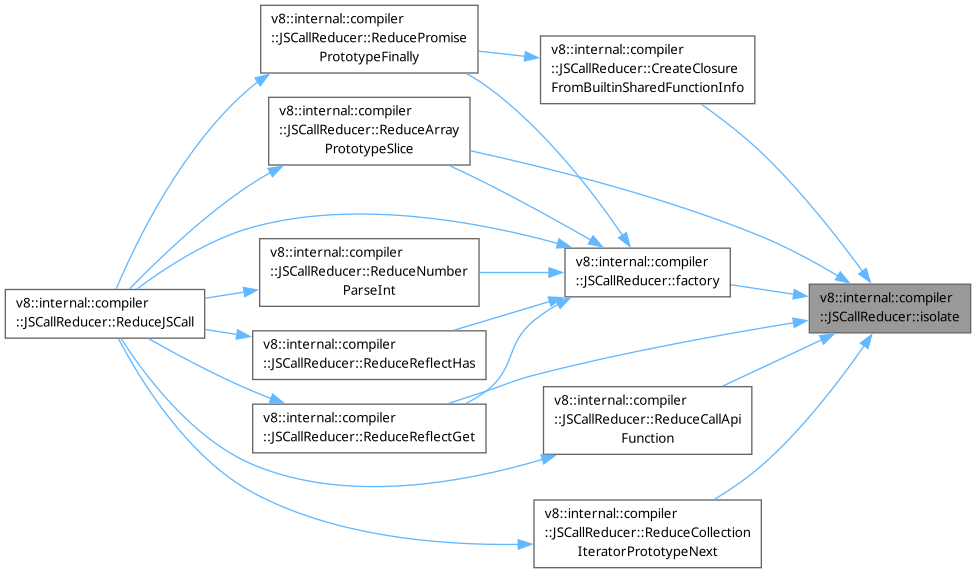 v8::internal::compiler
::JSCallReducer::ReducePromise
PrototypeFinally
v8::internal::compiler
::JSCallReducer::CreateClosure
FromBuiltinSharedFunctionInfo
v8::internal::compiler
::JSCallReducer::ReduceArray
PrototypeSlice
v8::internal::compiler
::JSCallReducer::ReduceNumber
ParseInt
v8::internal::compiler
::JSCallReducer::factory
v8::internal::compiler
::JSCallReducer::isolate
v8::internal::compiler
::JSCallReducer::ReduceJSCall
v8::internal::compiler
::JSCallReducer::ReduceReflectHas
v8::internal::compiler
::JSCallReducer::ReduceReflectGet
v8::internal::compiler
::JSCallReducer::ReduceCallApi
Function
v8::internal::compiler
::JSCallReducer::ReduceCollection
IteratorPrototypeNext